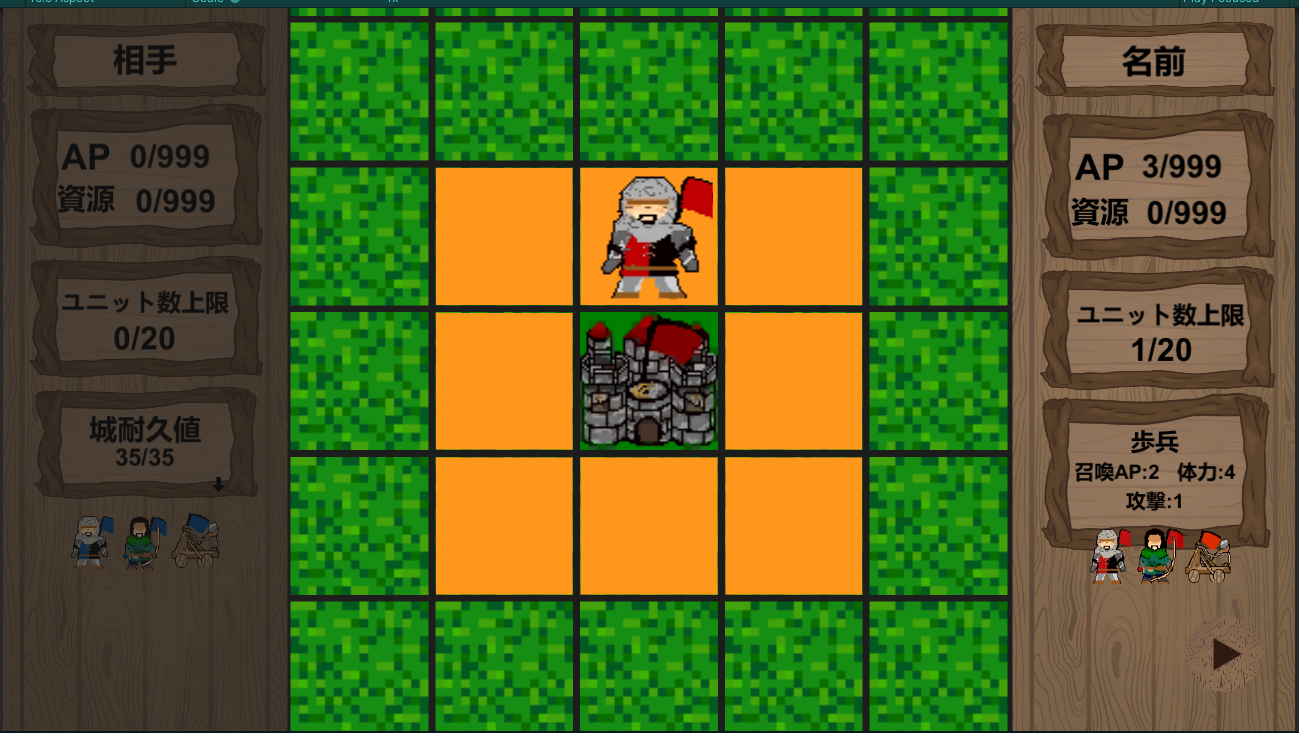 相手
AP 0/999
資源 0/999
ユニット数上限
0/20
城耐久値
35/35
名前
AP 3/999
資源 0/999
ユニット数上限
1/20
歩兵
召喚AP:2 体力:4
攻撃:1